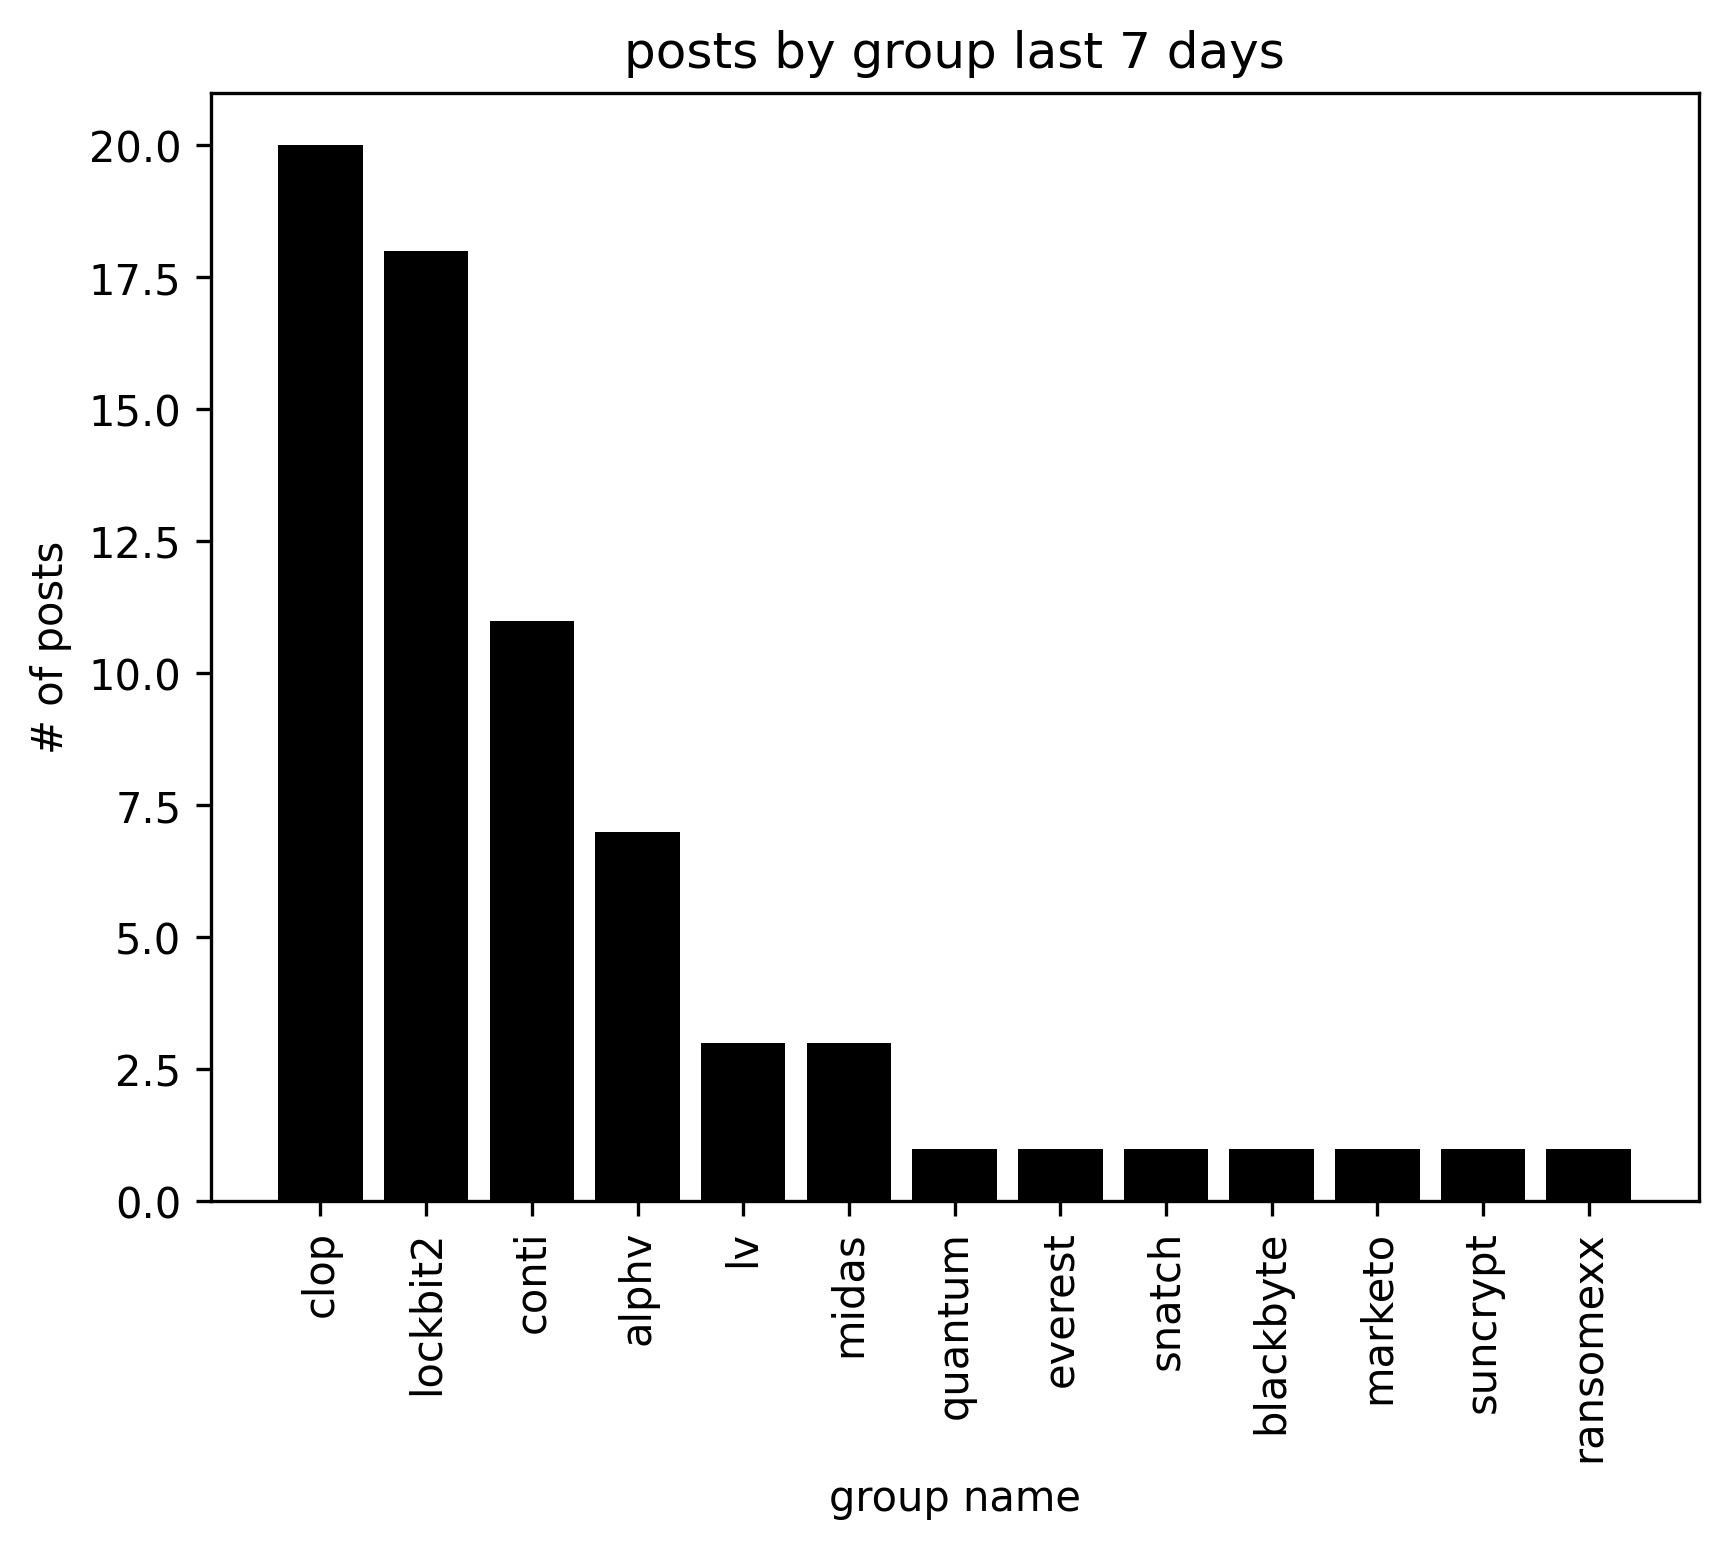 posts by group last 7 days
20.0
17.5
15.0
12.5
10.0
7.5
5.0
2.5
0.0
# of posts
clop
lockbit2
conti
alphv
lv
midas
quantum
everest
snatch
blackbyte
marketo
suncrypt
ransomexx
group name